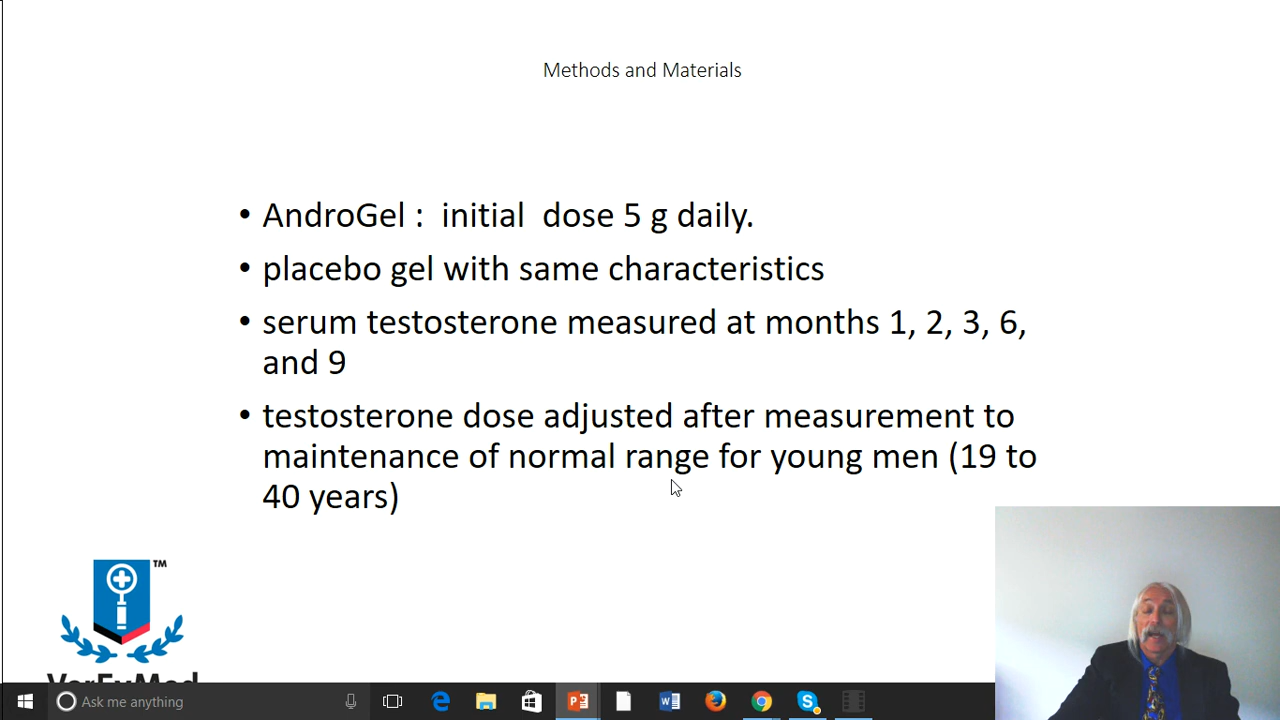 Methods and Materials
• AndroGel : initial dose 5 g daily.
• placebo gel with same characteristics
• serum testosterone measured at months 1, 2, 3, 6,
and 9
• testosterone dose adjusted after measurement to
maintenance of normal range for young men (19 to
40 years)
TM
Ask me anything